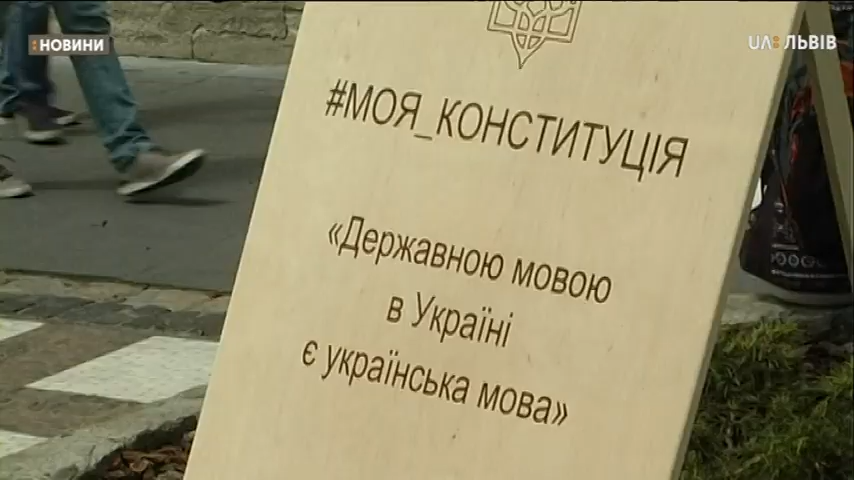 НОВИНИ
UA: ЛЬВІВ
#МОЯ_КОНСТИТУЦІЯ
«Державною мовою
в Україні
є українська мова»